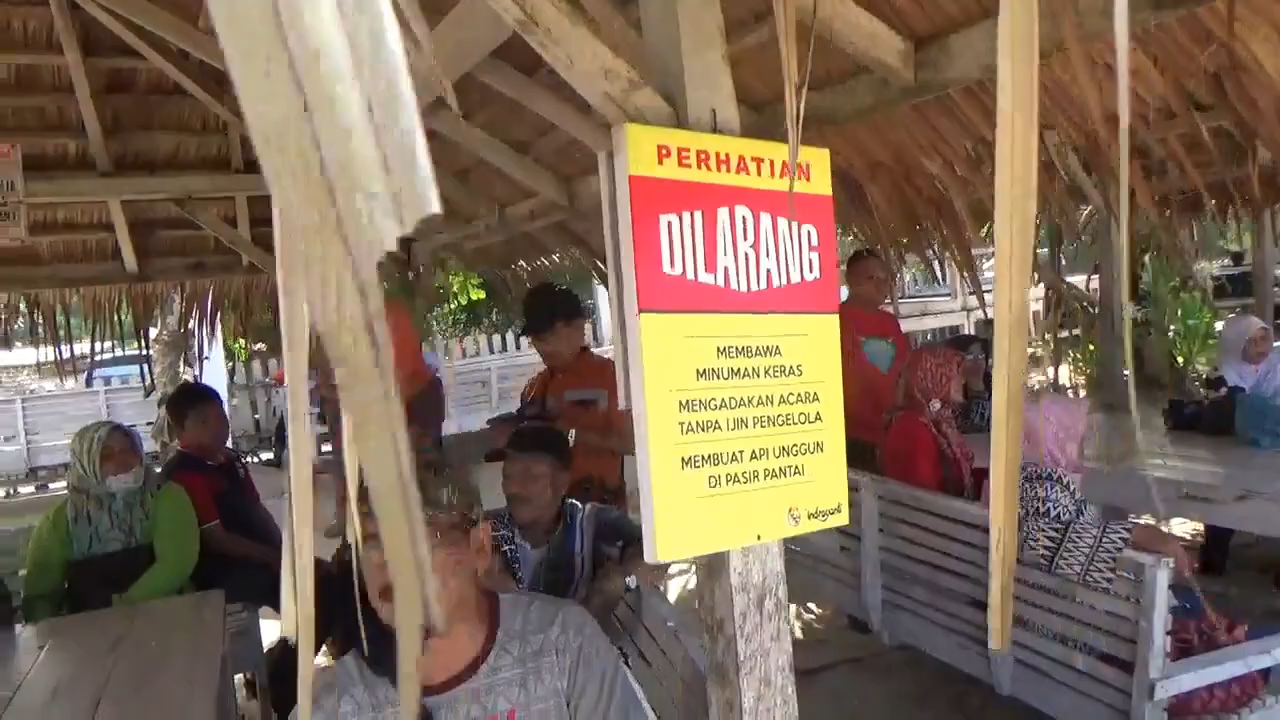 PERHATIAN
DILARANG
MEMBAWA
MINUMAN KERAS
MENGADAKAN ACARA
TANPA IJIN PENGELOLA
MEMBUAT API UNGGUN
DI PASIR PANTAI